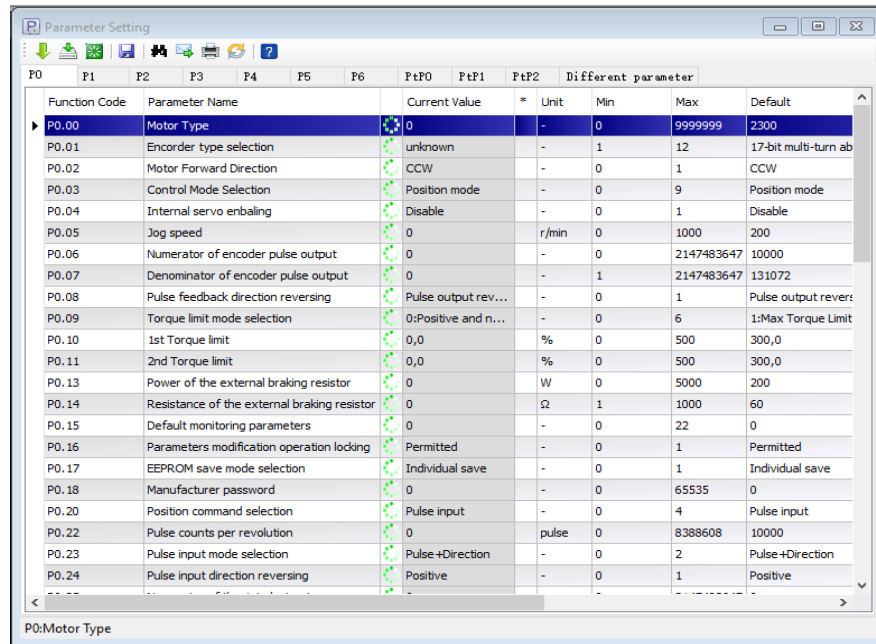 Parameter Setting
P0 P1 P2 P3 P4 P5 P6 PtP0 PtP1 PtP2 Different parameter
Function Code Parameter Name Current Value * Unit Min Max Default
P0.00 Motor Type 0 - 0 9999999 2300
P0.01 Encorder type selection unknown - 1 12 17-bit multi-turn ab
P0.02 Motor Forward Direction CCW - 0 1 CCW
P0.03 Control Mode Selection Position mode - 0 9 Position mode
P0.04 Internal servo enbaling Disable - 0 1 Disable
P0.05 Jog speed 0 r/min 0 1000 200
P0.06 Numerator of encoder pulse output 0 - 0 2147483647 10000
P0.07 Denominator of encoder pulse output 0 - 1 2147483647 131072
P0.08 Pulse feedback direction reversing Pulse output rev... - 0 1 Pulse output revers
P0.09 Torque limit mode selection 0:Positive and n... - 0 6 1:Max Torque Limit
P0.10 1st Torque limit 0,0 % 0 500 300,0
P0.11 2nd Torque limit 0,0 % 0 500 300,0
P0.13 Power of the external braking resistor 0 W 0 5000 200
P0.14 Resistance of the external braking resistor 0 Ω 1 1000 60
P0.15 Default monitoring parameters 0 - 0 22 0
P0.16 Parameters modification operation locking Permitted - 0 1 Permitted
P0.17 EEPROM save mode selection Individual save - 0 1 Individual save
P0.18 Manufacturer password 0 - 0 65535 0
P0.20 Position command selection Pulse input - 0 4 Pulse input
P0.22 Pulse counts per revolution 0 pulse 0 8388608 10000
P0.23 Pulse input mode selection Pulse+Direction - 0 2 Pulse+Direction
P0.24 Pulse input direction reversing Positive - 0 1 Positive
P0:Motor Type